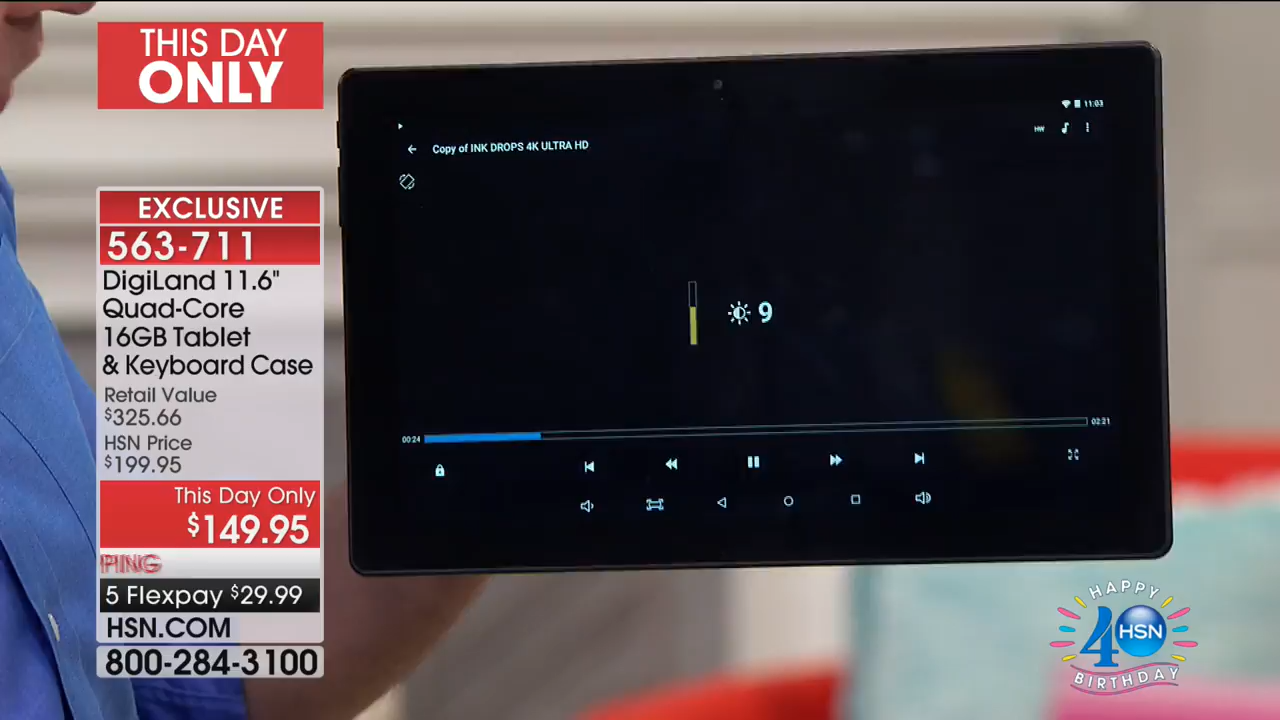 THIS DAY
ONLY
EXCLUSIVE
563-711
DigiLand 11.6"
Quad-Core
16GB Tablet
& Keyboard Case
Retail Value
$325.66
HSN Price
$199.95
This Day Only
$149.95
PING
5 Flexpay $29.99
HSN.COM
800-284-3100
11:03
HW
Copy of INK DROPS 4K ULTRA HD
9
00:24
02:21
HAPPY
40
HSN
BIRTHDAY